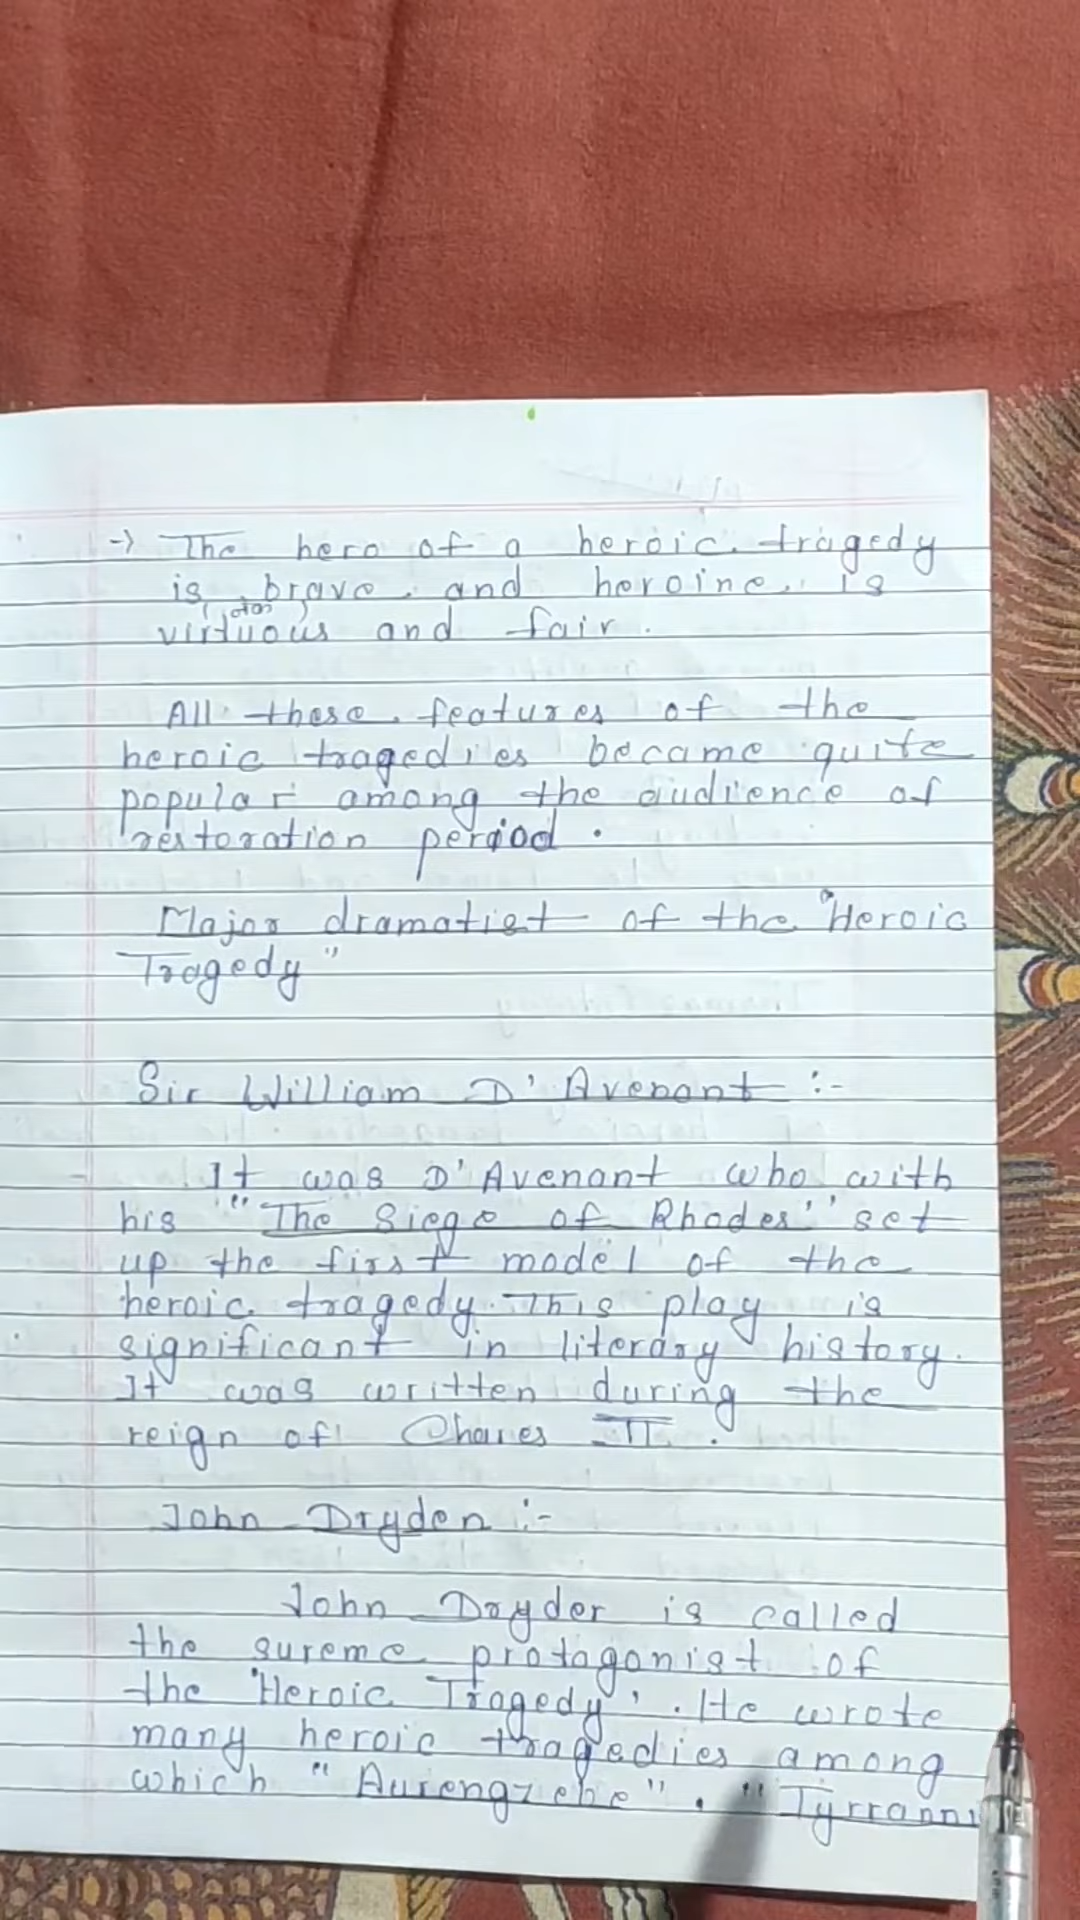 → The hero of a heroic tragedy
is brave and heroine is
virtuous and fair.
All these features of the
heroic tragedies became quite
popular among the audience of
restoration period.
Major dramatist of the "Heroic
Tragedy"
Sir William D'Avenant :-
It was D'Avenant who with
his "The Siege of Rhodes" set
up the first model of the
heroic tragedy. This play is
significant in literary history.
It was written during the
reign of Chales II.
John Dryden :-
John Dryder is called
the sureme protagonist of
the "Heroic Tragedy'. He wrote
many heroic tragedies among
which "Aurengzebe". "Tyrranni